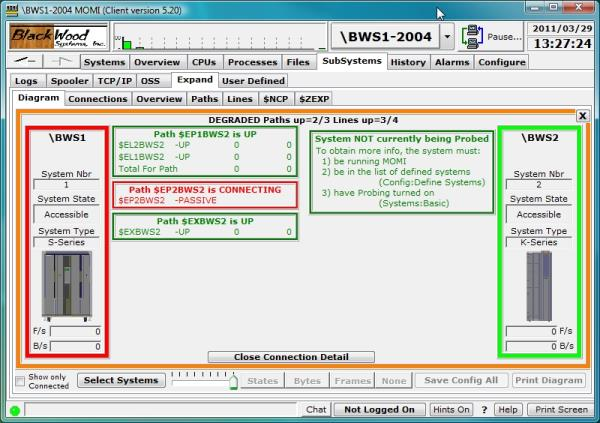 \BWS1-2004 MOMI (Client version 5.20)
BlackWood
Systems, Inc.
\BWS1-2004
Pause...
2011/03/29
13:27:24
Systems Overview CPUs Processes Files SubSystems History Alarms Configure
Logs Spooler TCP/IP OSS Expand User Defined
Diagram Connections Overview Paths Lines $NCP $ZEXP
DEGRADED Paths up=2/3 Lines up=3/4
X
\BWS1
System Nbr
1
System State
Accessible
System Type
S-Series
F/s 0
B/s 0
Path $EP1BWS2 is UP
$EL2BWS2 -UP 0 0
$EL1BWS2 -UP 0 0
Total For Path 0 0
Path $EP2BWS2 is CONNECTING
$EP2BWS2 -PASSIVE
Path $EXBWS2 is UP
$EXBWS2 -UP 0 0
System NOT currently being Probed
To obtain more info, the system must:
1) be running MOMI
2) be in the list of defined systems
(Config:Define Systems)
3) have Probing turned on
(Systems:Basic)
\BWS2
System Nbr
2
System State
Accessible
System Type
K-Series
0 F/s
0 B/s
Close Connection Detail
Show only
Connected
Select Systems
States Bytes Frames None
Save Config All
Print Diagram
Chat Not Logged On Hints On ? Help Print Screen